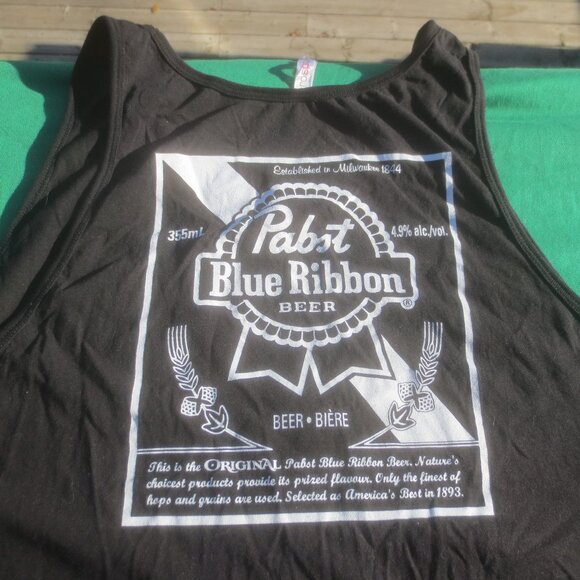 Established in Milwaukee 1844
355mL
4.9% alc./vol.
Pabst
Blue Ribbon®
BEER
BEER • BIÈRE
This is the ORIGINAL Pabst Blue Ribbon Beer. Nature's
choicest products provide its prized flavour. Only the finest of
hops and grains are used. Selected as America's Best in 1893.